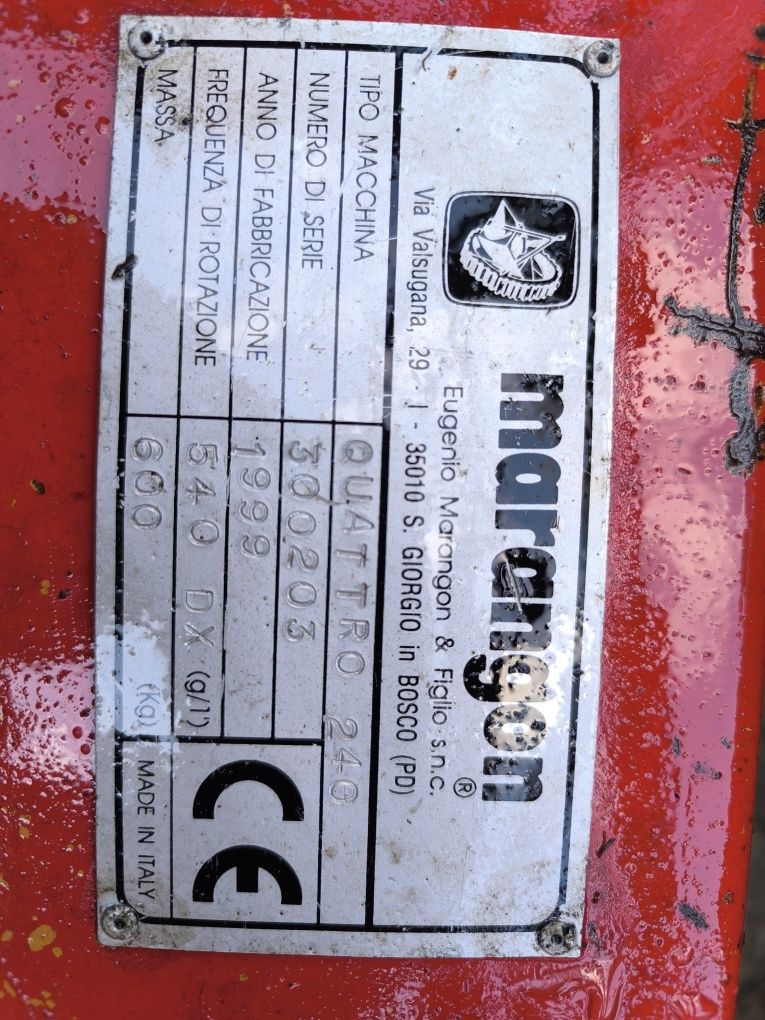 marangon®
Eugenio Marangon & Figlio s.n.c.
Via Valsugana, 29 - I - 35010 S. GIORGIO in BOSCO (PD)
TIPO MACCHINA QUATTRO 240
NUMERO DI SERIE 300203
ANNO DI FABBRICAZIONE 1999
FREQUENZA DI ROTAZIONE 540 DX (g/l')
MASSA 600 (Kg)
CE
MADE IN ITALY